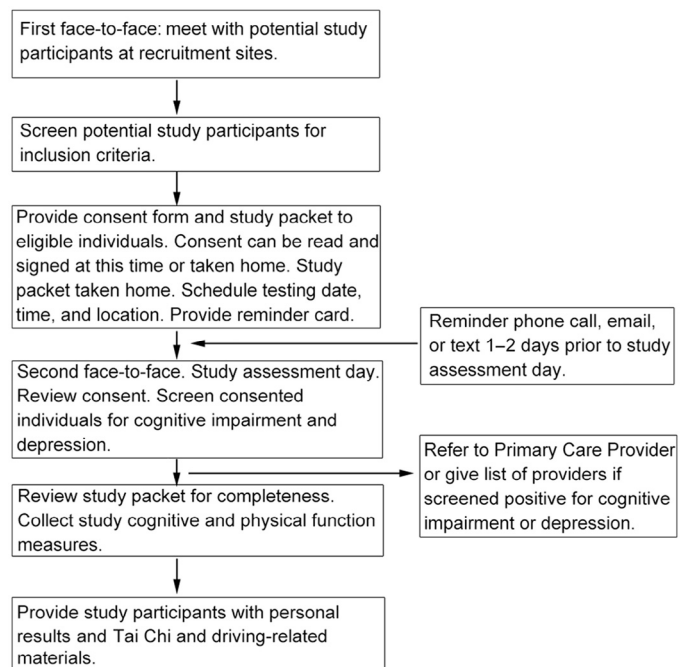 First face-to-face: meet with potential study
participants at recruitment sites.
Screen potential study participants for
inclusion criteria.
Provide consent form and study packet to
eligible individuals. Consent can be read and
signed at this time or taken home. Study
packet taken home. Schedule testing date,
time, and location. Provide reminder card.
Reminder phone call, email,
or text 1–2 days prior to study
assessment day.
Second face-to-face. Study assessment day.
Review consent. Screen consented
individuals for cognitive impairment and
depression.
Refer to Primary Care Provider
or give list of providers if
screened positive for cognitive
impairment or depression.
Review study packet for completeness.
Collect study cognitive and physical function
measures.
Provide study participants with personal
results and Tai Chi and driving-related
materials.